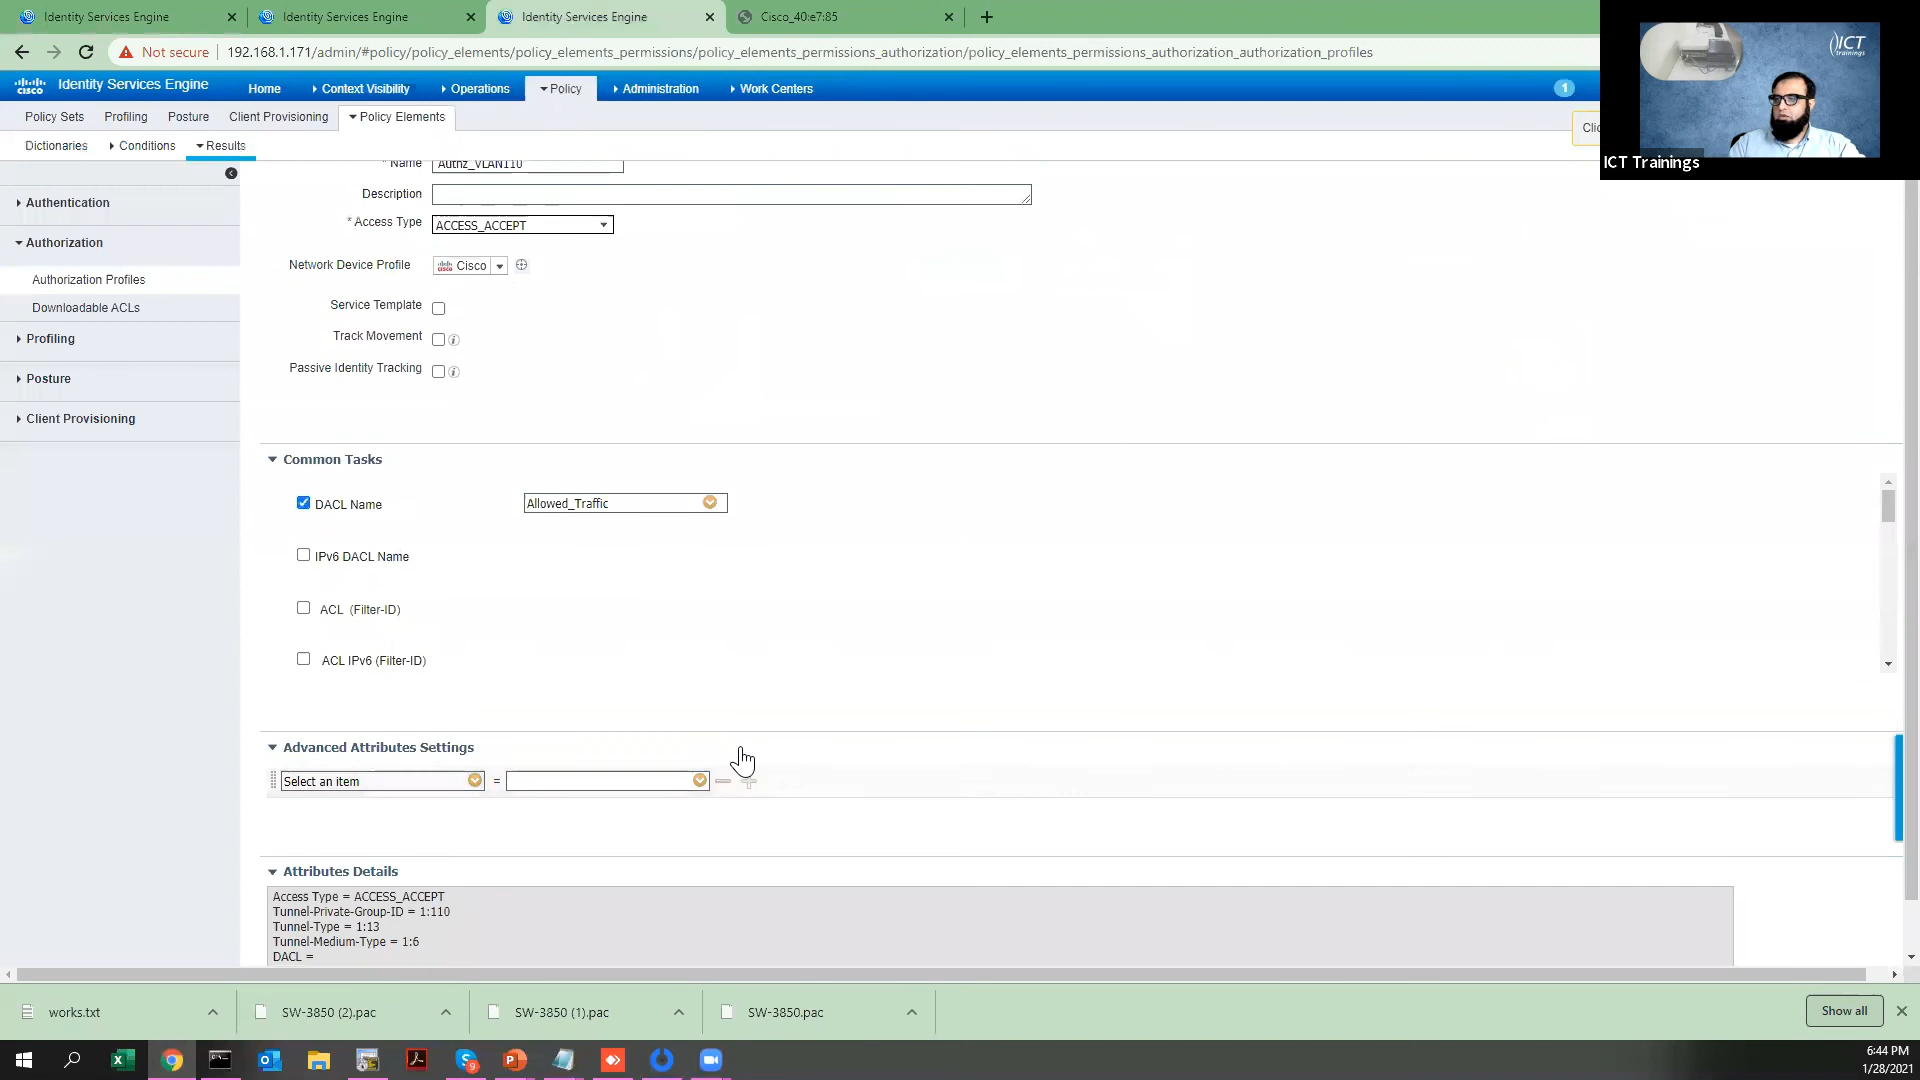 Identity Services Engine
Identity Services Engine
Identity Services Engine
Cisco_40:e7:85
Not secure
192.168.1.171/admin/#policy/policy_elements/policy_elements_permissions/policy_elements_permissions_authorization/policy_elements_permissions_authorization_authorization_profiles
cisco
Identity Services Engine
Home
Context Visibility
Operations
Policy
Administration
Work Centers
1
Policy Sets
Profiling
Posture
Client Provisioning
Policy Elements
Dictionaries
Conditions
Results
Authentication
Authorization
Authorization Profiles
Downloadable ACLs
Profiling
Posture
Client Provisioning
* Name
Authz_VLAN110
Description
* Access Type
ACCESS_ACCEPT
Network Device Profile
Cisco
Service Template
Track Movement
Passive Identity Tracking
Common Tasks
DACL Name
Allowed_Traffic
IPv6 DACL Name
ACL (Filter-ID)
ACL IPv6 (Filter-ID)
Advanced Attributes Settings
Select an item
=
Attributes Details
Access Type = ACCESS_ACCEPT
Tunnel-Private-Group-ID = 1:110
Tunnel-Type = 1:13
Tunnel-Medium-Type = 1:6
DACL =
ICT
trainings
ICT Trainings
works.txt
SW-3850 (2).pac
SW-3850 (1).pac
SW-3850.pac
Show all
6:44 PM
1/28/2021